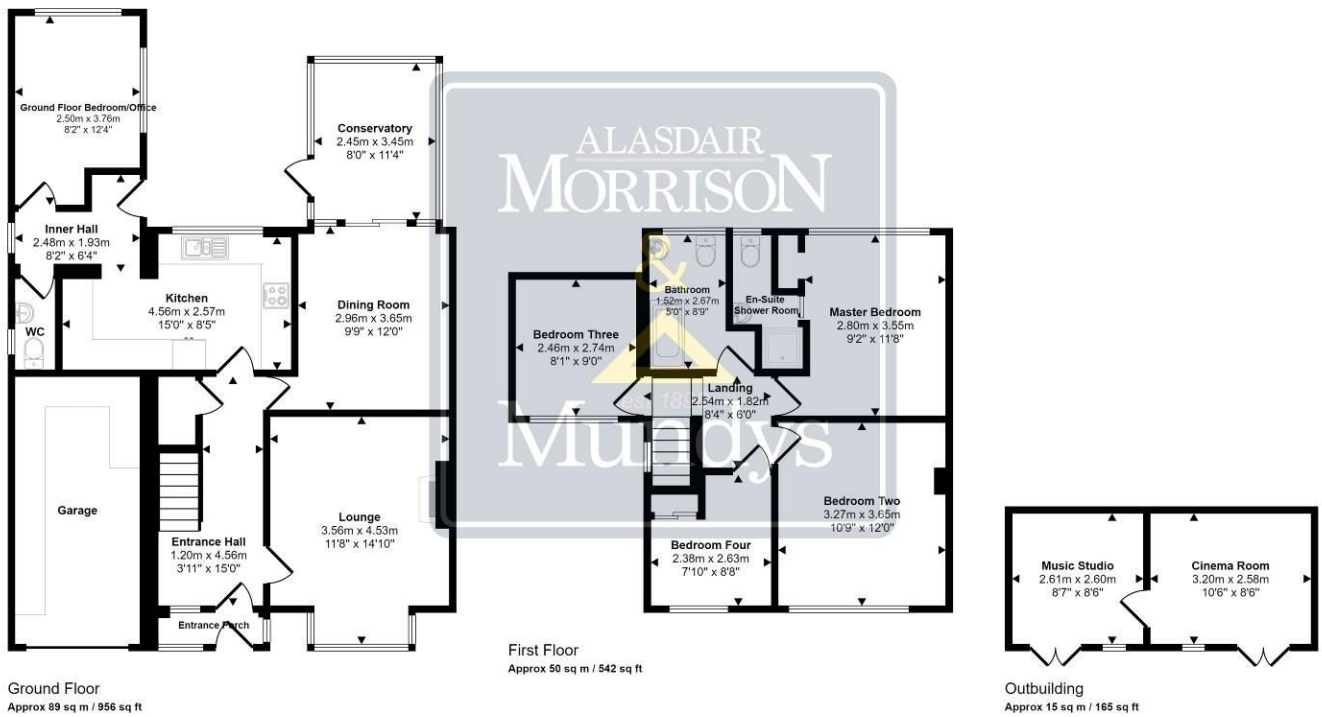 Ground Floor Bedroom/Office
2.50m x 3.76m
8'2" x 12'4"
Conservatory
2.45m x 3.45m
8'0" x 11'4"
Inner Hall
2.48m x 1.93m
8'2" x 6'4"
Kitchen
4.56m x 2.57m
15'0" x 8'5"
Dining Room
2.96m x 3.65m
9'9" x 12'0"
WC
Garage
Lounge
3.56m x 4.53m
11'8" x 14'10"
Entrance Hall
1.20m x 4.56m
3'11" x 15'0"
Entrance Porch
Ground Floor
Approx 89 sq m / 956 sq ft
ALASDAIR
MORRISON
&
Mundys
Bathroom
1.52m x 2.67m
5'0" x 8'9"
En-Suite
Shower Room
Master Bedroom
2.80m x 3.55m
9'2" x 11'8"
Bedroom Three
2.46m x 2.74m
8'1" x 9'0"
Landing
2.54m x 1.82m
8'4" x 6'0"
Bedroom Two
3.27m x 3.65m
10'9" x 12'0"
Bedroom Four
2.38m x 2.63m
7'10" x 8'8"
First Floor
Approx 50 sq m / 542 sq ft
Music Studio
2.61m x 2.60m
8'7" x 8'6"
Cinema Room
3.20m x 2.58m
10'6" x 8'6"
Outbuilding
Approx 15 sq m / 165 sq ft